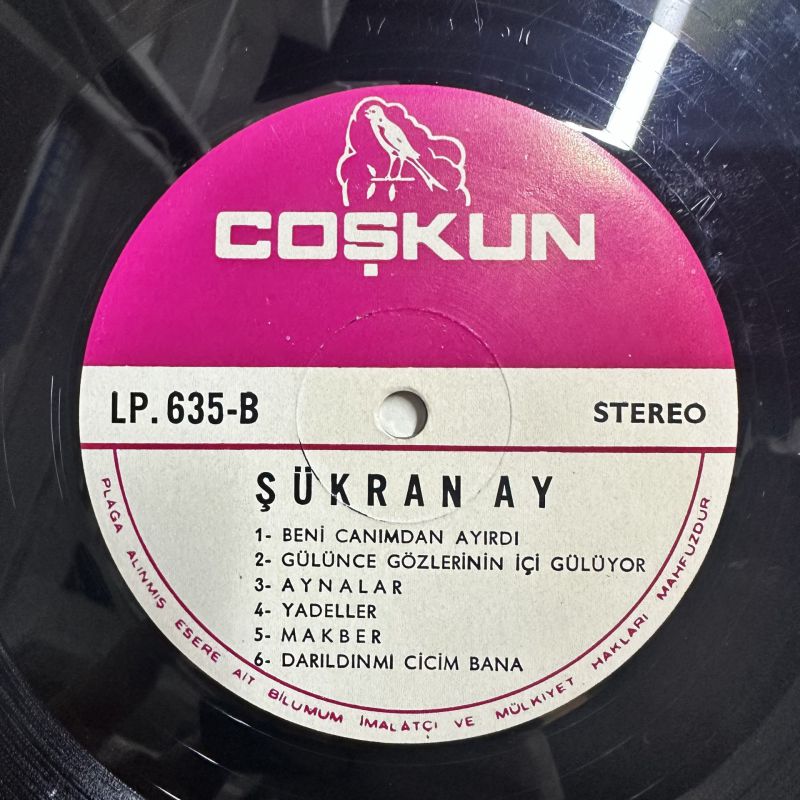 COŞKUN
LP. 635-B
STEREO
ŞÜKRAN AY
1- BENİ CANIMDAN AYIRDI
2- GÜLÜNCE GÖZLERİNİN İÇİ GÜLÜYOR
3- AYNALAR
4- YADELLER
5- MAKBER
6- DARILDINMI CİCİM BANA
PLAĞA ALINMIŞ ESERE AİT BİLUMUM İMALATÇI VE MÜLKİYET HAKLARI MAHFUZDUR